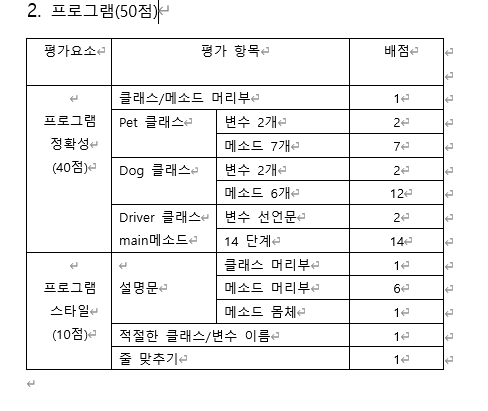 2. 프로그램(50점)
평가요소 평가 항목 배점
클래스/메소드 머리부 1
프로그램 정확성 (40점)
Pet 클래스 변수 2개 2
메소드 7개 7
Dog 클래스 변수 2개 2
메소드 6개 12
Driver 클래스 변수 선언문 2
main메소드 14 단계 14
프로그램 스타일 (10점)
설명문 클래스 머리부 1
메소드 머리부 6
메소드 몸체 1
적절한 클래스/변수 이름 1
줄 맞추기 1